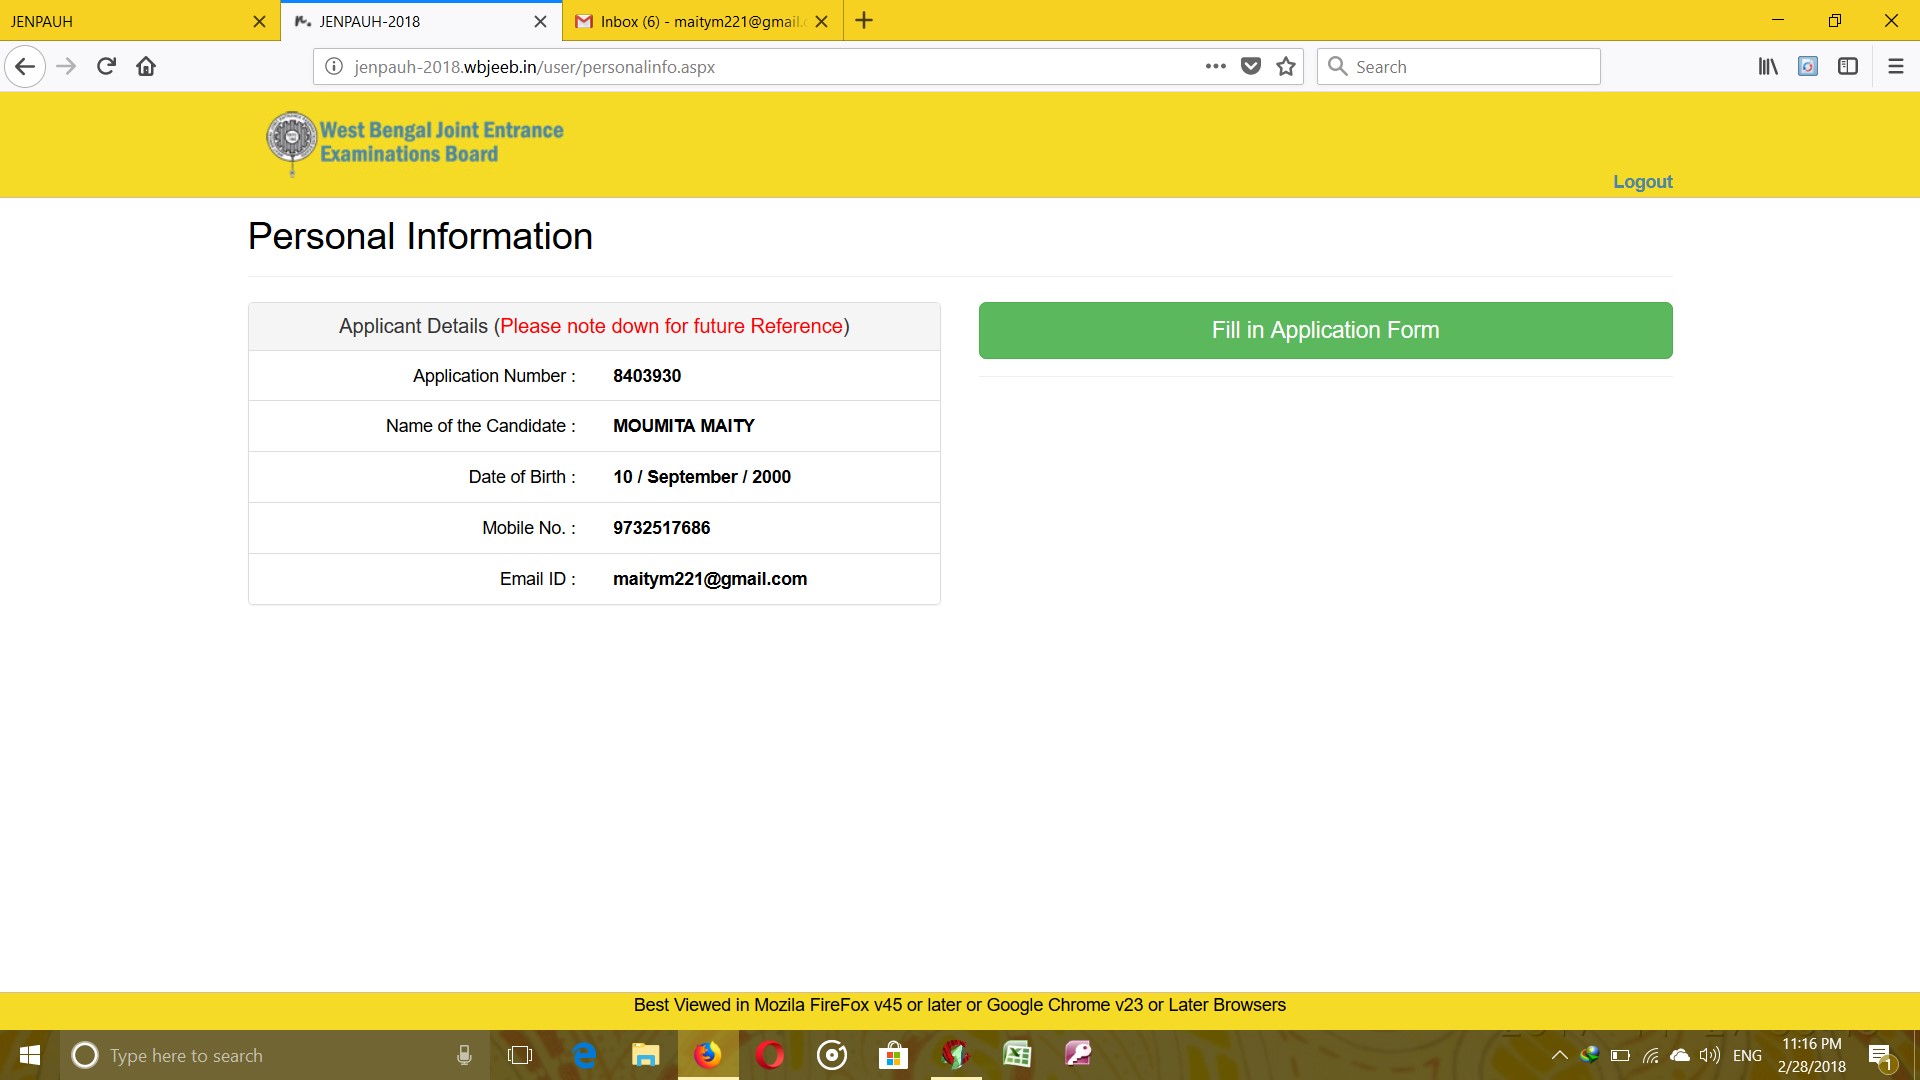 JENPAUH
JENPAUH-2018
Inbox (6) - maitym221@gmail.
jenpauh-2018.wbjeeb.in/user/personalinfo.aspx
Search
West Bengal Joint Entrance
Examinations Board
Logout
Personal Information
Applicant Details (Please note down for future Reference)
Fill in Application Form
Application Number : 8403930
Name of the Candidate : MOUMITA MAITY
Date of Birth : 10 / September / 2000
Mobile No. : 9732517686
Email ID : maitym221@gmail.com
Best Viewed in Mozila FireFox v45 or later or Google Chrome v23 or Later Browsers
Type here to search
ENG
11:16 PM
2/28/2018
1